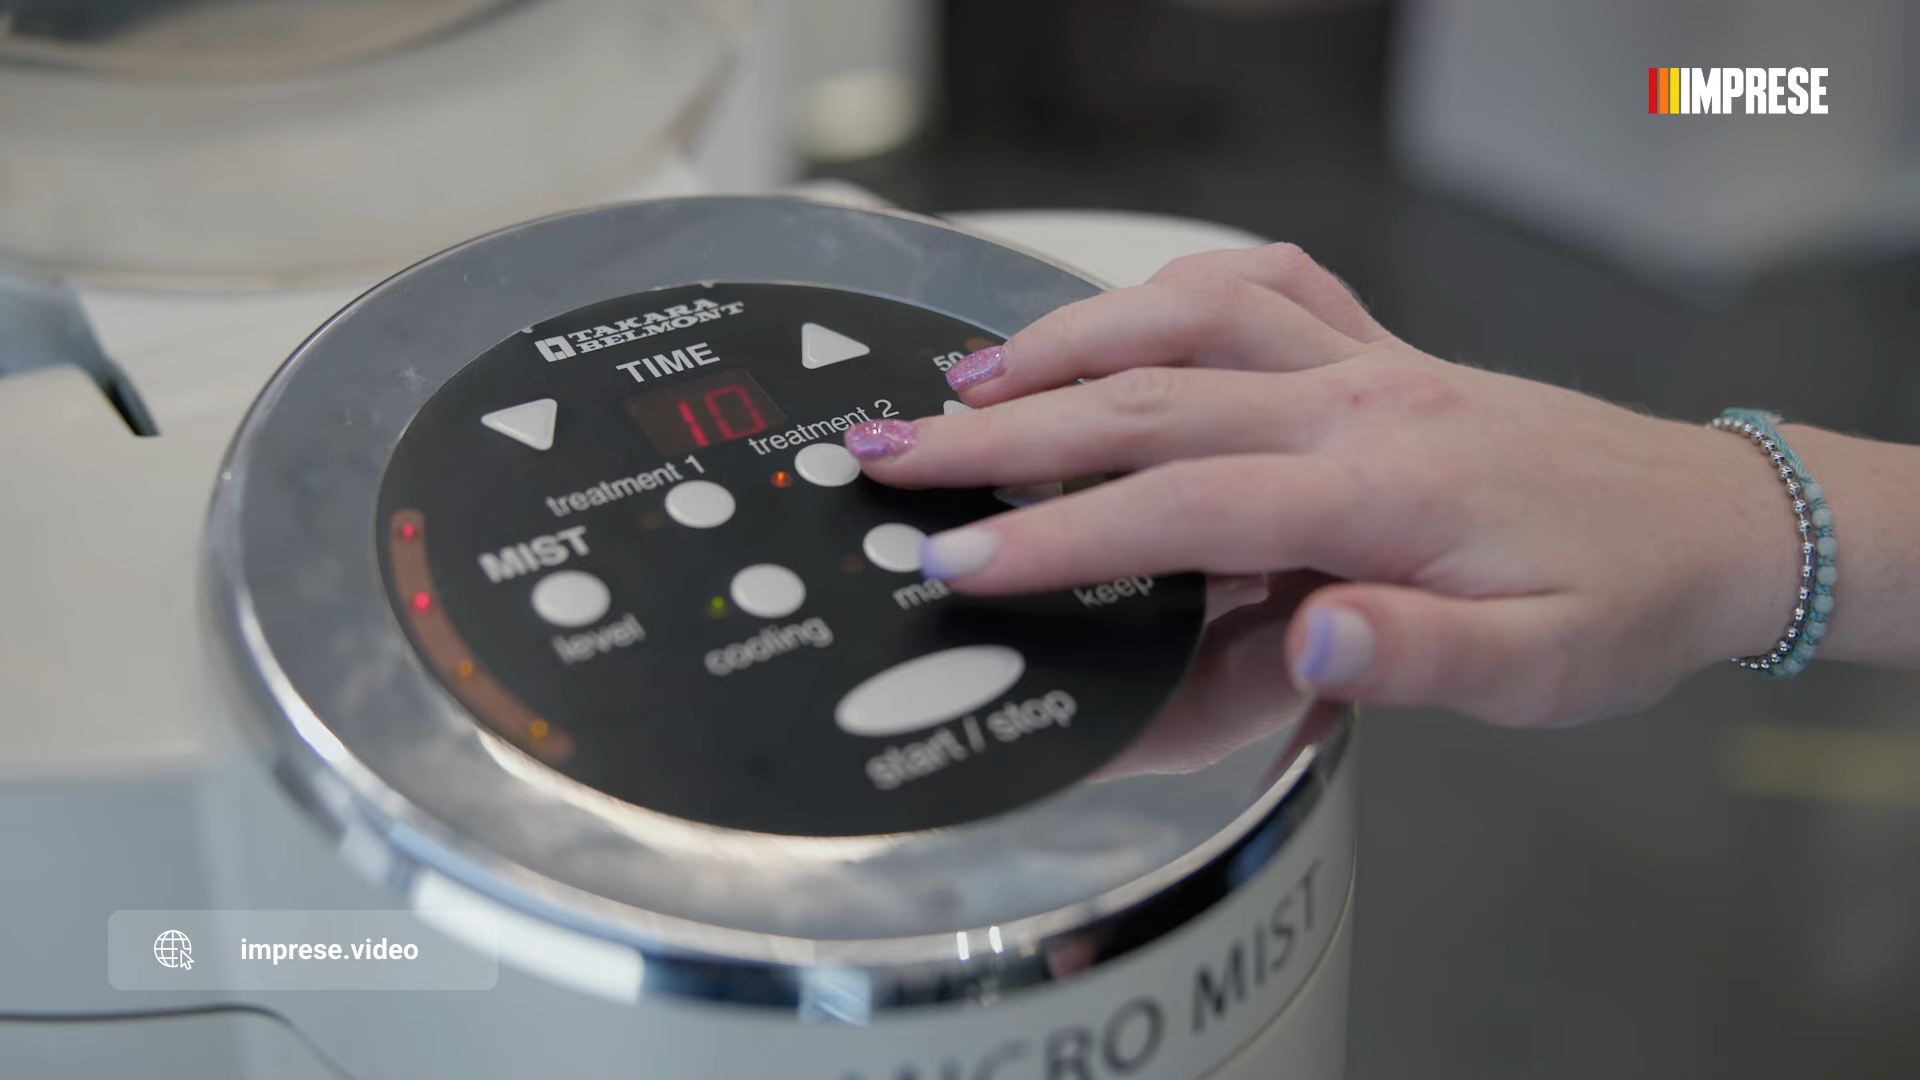 IMPRESE
TAKARA
BELMONT
TIME
50
10
treatment 2
treatment 1
MIST
level
cooling
keep
start / stop
imprese.video
MICRO MIST